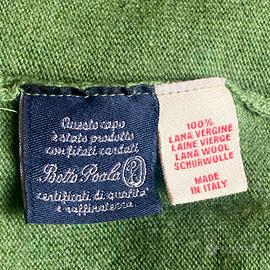 Questo capo
è stato prodotto
con filati cardati
Botto Poala
certificati di qualità
e raffinatezza
100%
LANA VERGINE
LAINE VIERGE
LANA WOOL
SCHURWOLLE
MADE
IN ITALY